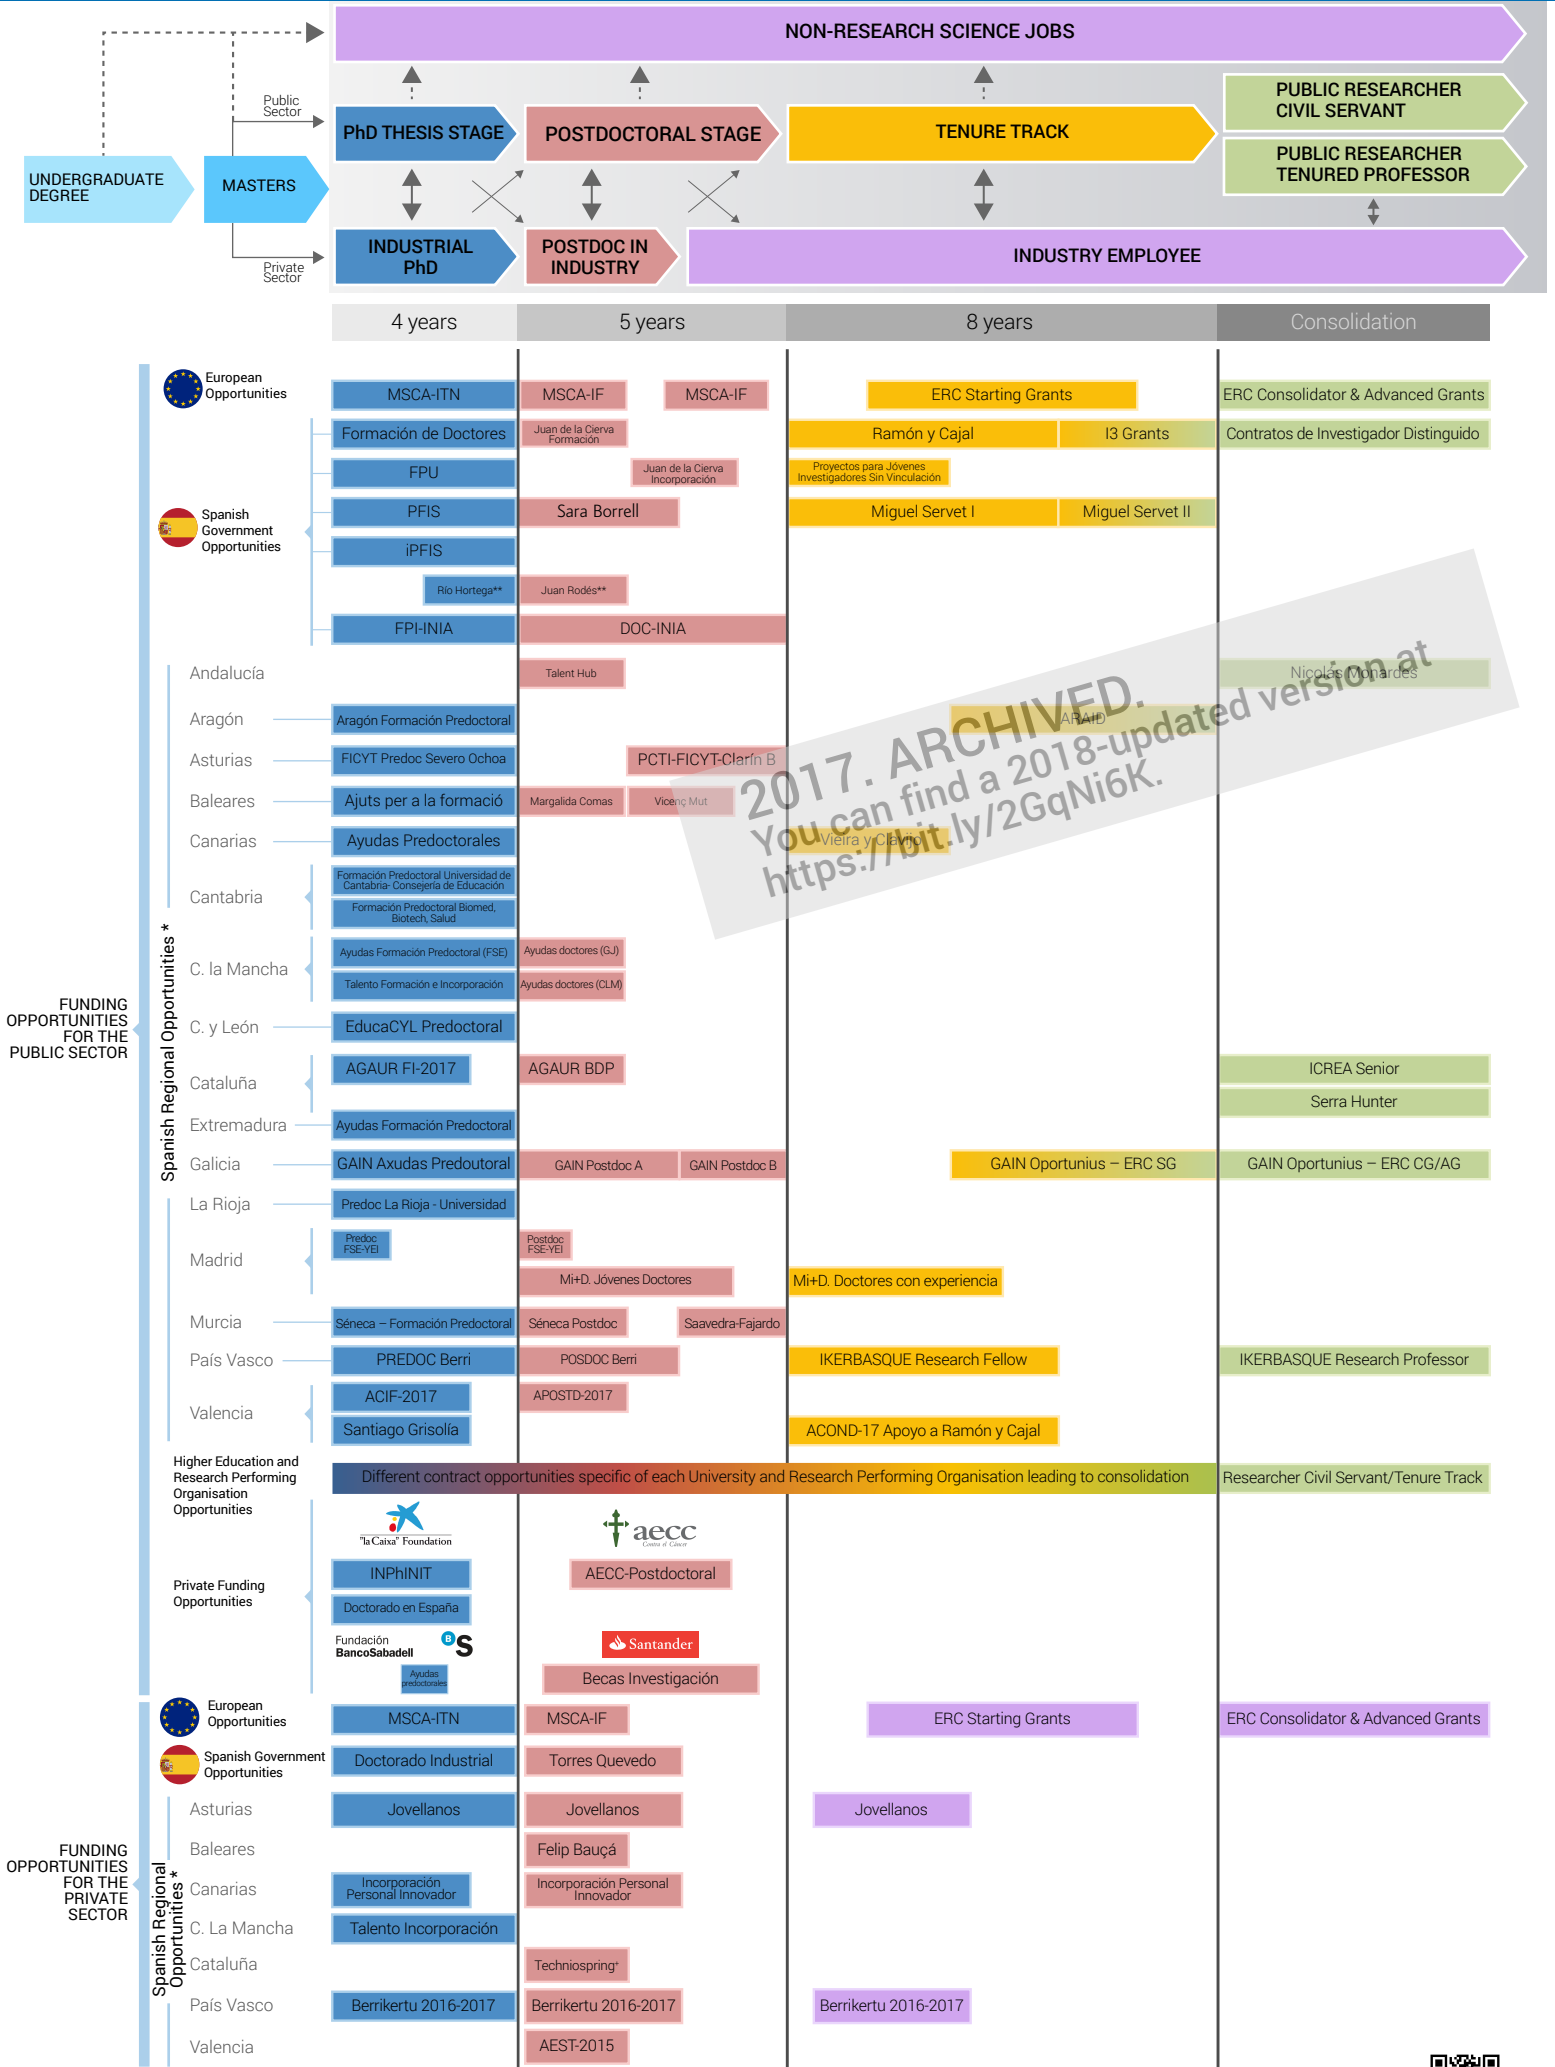 NON-RESEARCH SCIENCE JOBS
Public
Sector
PhD THESIS STAGE
POSTDOCTORAL STAGE
TENURE TRACK
PUBLIC RESEARCHER
CIVIL SERVANT
PUBLIC RESEARCHER
TENURED PROFESSOR
UNDERGRADUATE
DEGREE
MASTERS
Private
Sector
INDUSTRIAL
PhD
POSTDOC IN
INDUSTRY
INDUSTRY EMPLOYEE
4 years
5 years
8 years
Consolidation
FUNDING
OPPORTUNITIES
FOR THE
PUBLIC SECTOR
European
Opportunities
MSCA-ITN
MSCA-IF
MSCA-IF
ERC Starting Grants
ERC Consolidator & Advanced Grants
Spanish
Government
Opportunities
Formación de Doctores
Juan de la Cierva
Formación
Ramón y Cajal
I3 Grants
Contratos de Investigador Distinguido
FPU
Juan de la Cierva
Incorporación
Proyectos para Jóvenes
Investigadores Sin Vinculación
PFIS
Sara Borrell
Miguel Servet I
Miguel Servet II
iPFIS
Río Hortega**
Juan Rodés**
FPI-INIA
DOC-INIA
Spanish Regional Opportunities *
Andalucía
Talent Hub
Nicolás Monardes
Aragón
Aragón Formación Predoctoral
ARAID
Asturias
FICYT Predoc Severo Ochoa
PCTI-FICYT-Clarín B
Baleares
Ajuts per a la formació
Margalida Comas
Vicenç Mut
Canarias
Ayudas Predoctorales
Vieira y Clavijo
2017. ARCHIVED.
You can find a 2018-updated version at
https://bit.ly/2GqNi6K.
Cantabria
Formación Predoctoral Universidad de
Cantabria- Consejería de Educación
Formación Predoctoral Biomed,
Biotech, Salud
C. la Mancha
Ayudas Formación Predoctoral (FSE)
Ayudas doctores (GJ)
Talento Formación e Incorporación
Ayudas doctores (CLM)
C. y León
EducaCYL Predoctoral
Cataluña
AGAUR FI-2017
AGAUR BDP
ICREA Senior
Serra Hunter
Extremadura
Ayudas Formación Predoctoral
Galicia
GAIN Axudas Predoutoral
GAIN Postdoc A
GAIN Postdoc B
GAIN Oportunius – ERC SG
GAIN Oportunius – ERC CG/AG
La Rioja
Predoc La Rioja - Universidad
Madrid
Predoc
FSE-YEI
Postdoc
FSE-YEI
Mi+D. Jóvenes Doctores
Mi+D. Doctores con experiencia
Murcia
Séneca – Formación Predoctoral
Séneca Postdoc
Saavedra-Fajardo
País Vasco
PREDOC Berri
POSDOC Berri
IKERBASQUE Research Fellow
IKERBASQUE Research Professor
Valencia
ACIF-2017
APOSTD-2017
Santiago Grisolía
ACOND-17 Apoyo a Ramón y Cajal
Higher Education and
Research Performing
Organisation
Opportunities
Different contract opportunities specific of each University and Research Performing Organisation leading to consolidation
Researcher Civil Servant/Tenure Track
Private Funding
Opportunities
"la Caixa" Foundation
aecc
Contra el Cáncer
INPhINIT
AECC-Postdoctoral
Doctorado en España
Fundación
BancoSabadell
B S
Santander
Ayudas
predoctorales
Becas Investigación
FUNDING
OPPORTUNITIES
FOR THE
PRIVATE
SECTOR
European
Opportunities
MSCA-ITN
MSCA-IF
ERC Starting Grants
ERC Consolidator & Advanced Grants
Spanish Government
Opportunities
Doctorado Industrial
Torres Quevedo
Spanish Regional
Opportunities *
Asturias
Jovellanos
Jovellanos
Jovellanos
Baleares
Felip Bauçá
Canarias
Incorporación
Personal Innovador
Incorporación Personal
Innovador
C. La Mancha
Talento Incorporación
Cataluña
Techniospring+
País Vasco
Berrikertu 2016-2017
Berrikertu 2016-2017
Berrikertu 2016-2017
Valencia
AEST-2015